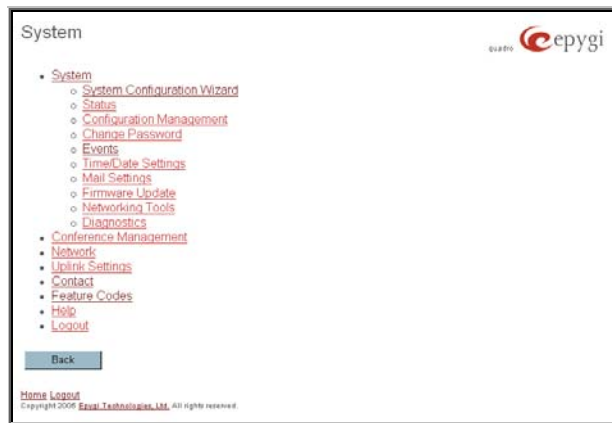 System
quadro epygi
System
System Configuration Wizard
Status
Configuration Management
Change Password
Events
Time/Date Settings
Mail Settings
Firmware Update
Networking Tools
Diagnostics
Conference Management
Network
Uplink Settings
Contact
Feature Codes
Help
Logout
Back
Home Logout
Copyright 2005 Epygi Technologies, Ltd. All rights reserved.